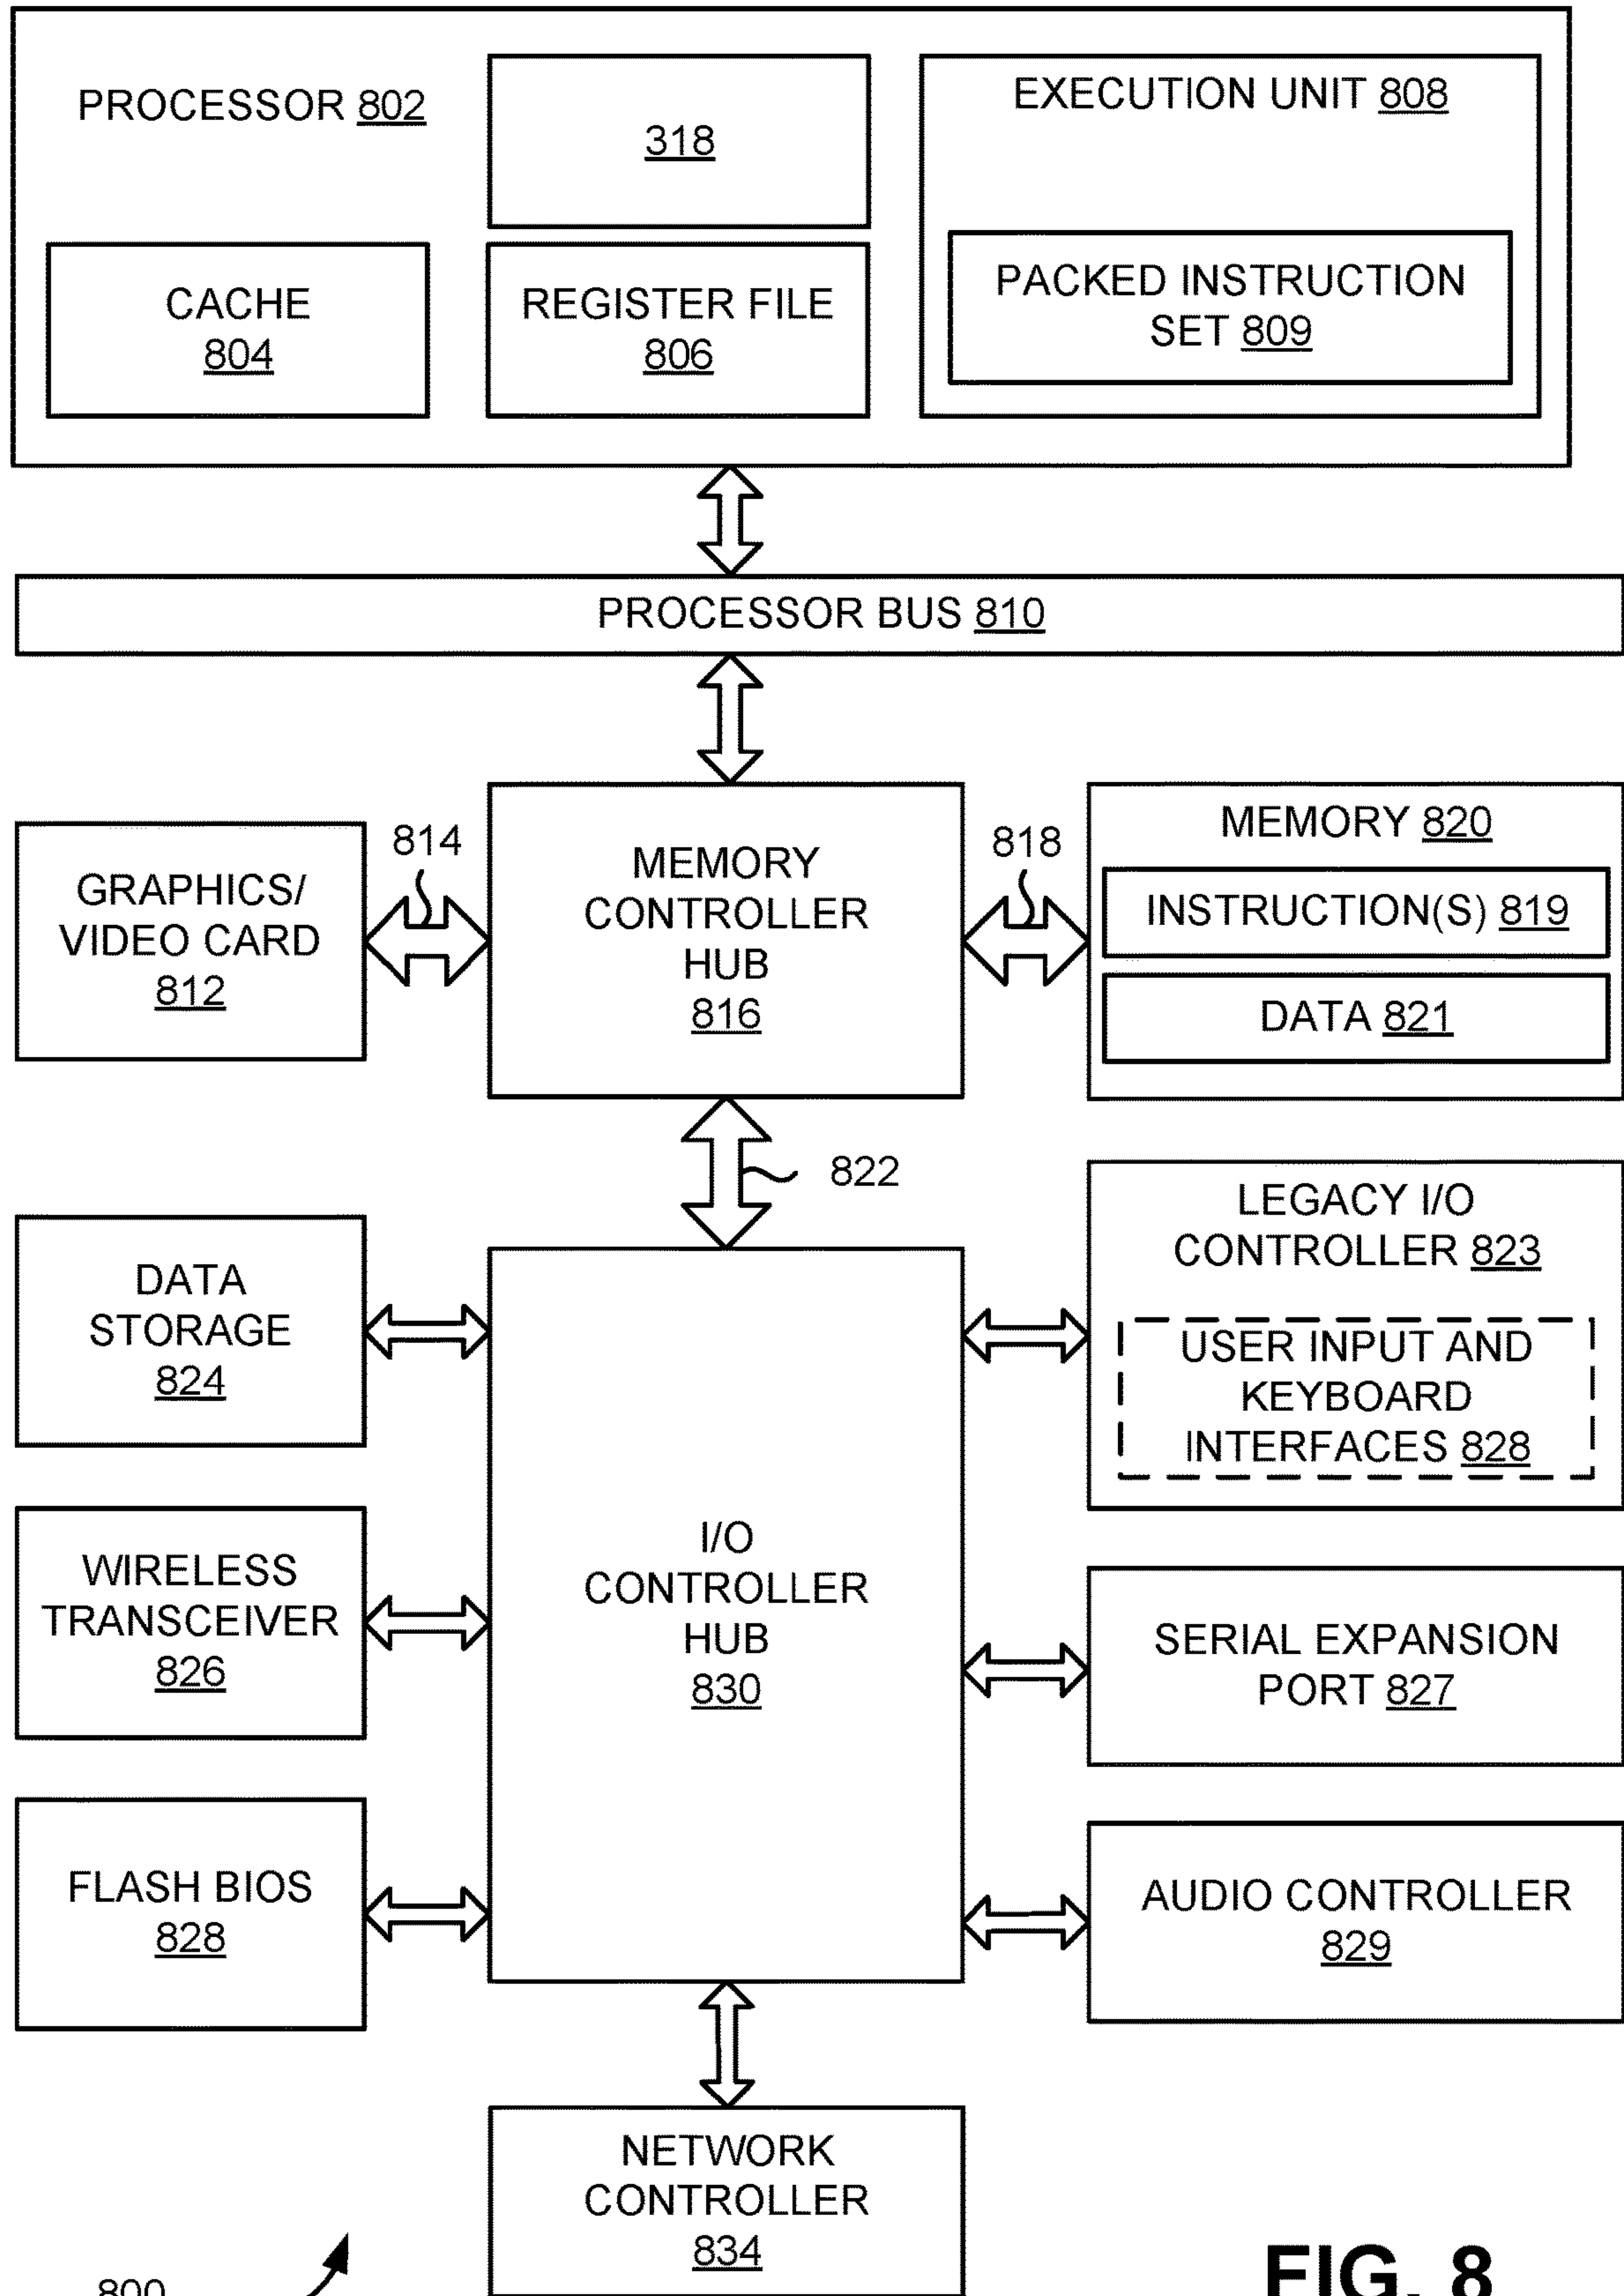 PROCESSOR 802
318
EXECUTION UNIT 808
CACHE
804
REGISTER FILE
806
PACKED INSTRUCTION
SET 809
PROCESSOR BUS 810
GRAPHICS/
VIDEO CARD
812
814
MEMORY
CONTROLLER
HUB
816
818
MEMORY 820
INSTRUCTION(S) 819
DATA 821
822
DATA
STORAGE
824
LEGACY I/O
CONTROLLER 823
USER INPUT AND
KEYBOARD
INTERFACES 828
WIRELESS
TRANSCEIVER
826
I/O
CONTROLLER
HUB
830
SERIAL EXPANSION
PORT 827
FLASH BIOS
828
AUDIO CONTROLLER
829
NETWORK
CONTROLLER
834
800
FIG. 8